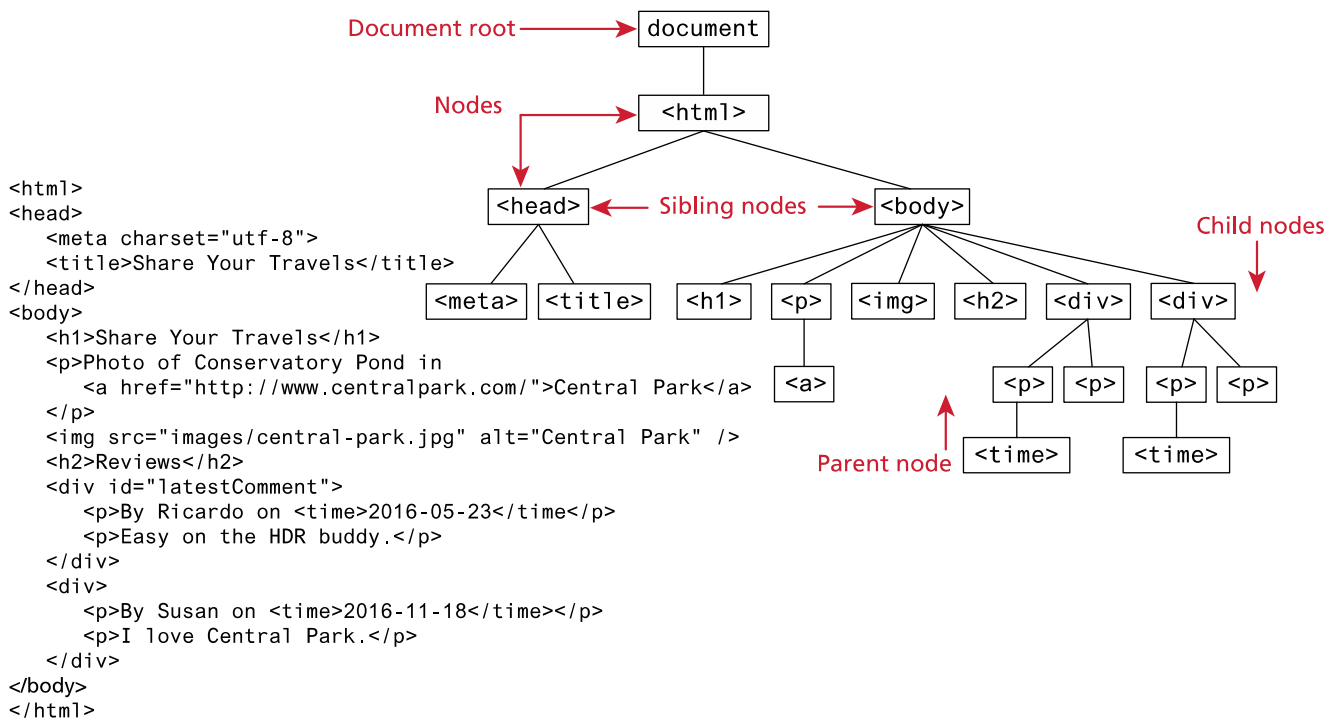 Document root
document
Nodes
<html>
<head>
Sibling nodes
<body>
Child nodes
<meta>
<title>
<h1>
<p>
<img>
<h2>
<div>
<div>
<a>
<p>
<p>
<p>
<p>
Parent node
<time>
<time>
<html>
<head>
<meta charset="utf-8">
<title>Share Your Travels</title>
</head>
<body>
<h1>Share Your Travels</h1>
<p>Photo of Conservatory Pond in
<a href="http://www.centralpark.com/">Central Park</a>
</p>
<img src="images/central-park.jpg" alt="Central Park" />
<h2>Reviews</h2>
<div id="latestComment">
<p>By Ricardo on <time>2016-05-23</time</p>
<p>Easy on the HDR buddy.</p>
</div>
<div>
<p>By Susan on <time>2016-11-18</time></p>
<p>I love Central Park.</p>
</div>
</body>
</html>